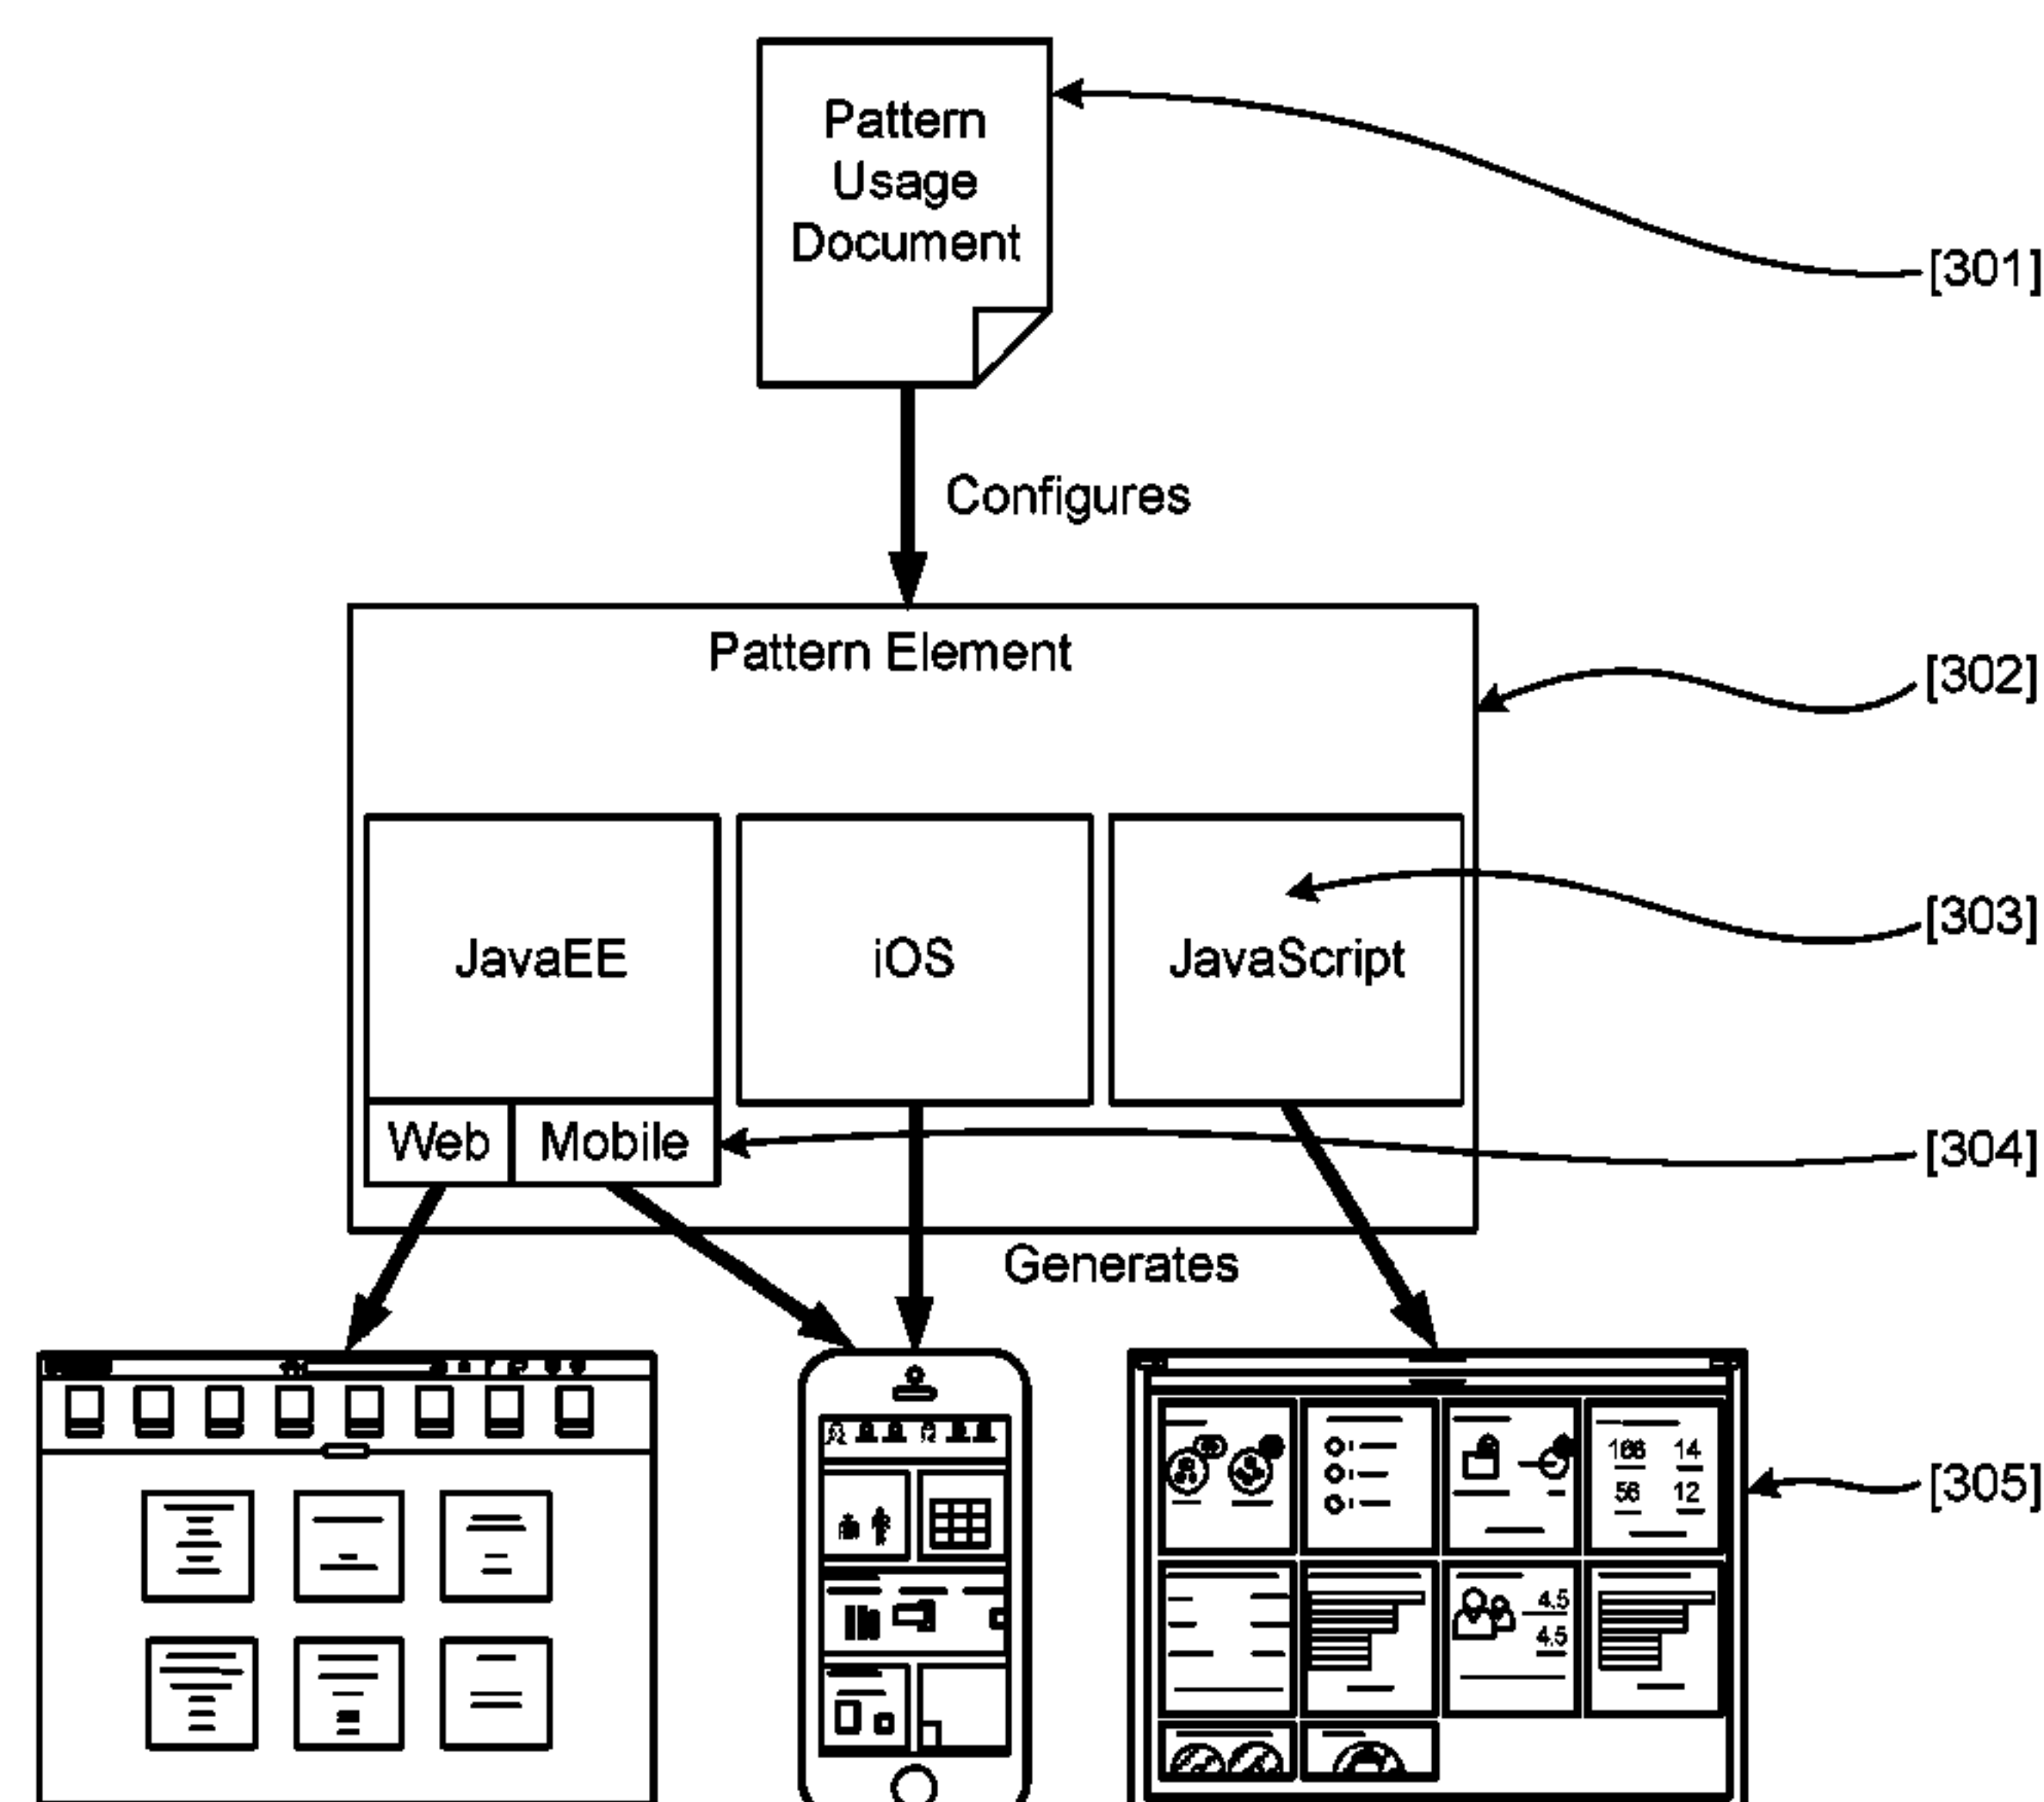 Pattern
Usage
Document
[301]
Configures
Pattern Element
[302]
[303]
JavaEE
iOS
JavaScript
Web
Mobile
[304]
Generates
[305]
166 14
56 12
4.5
4.5